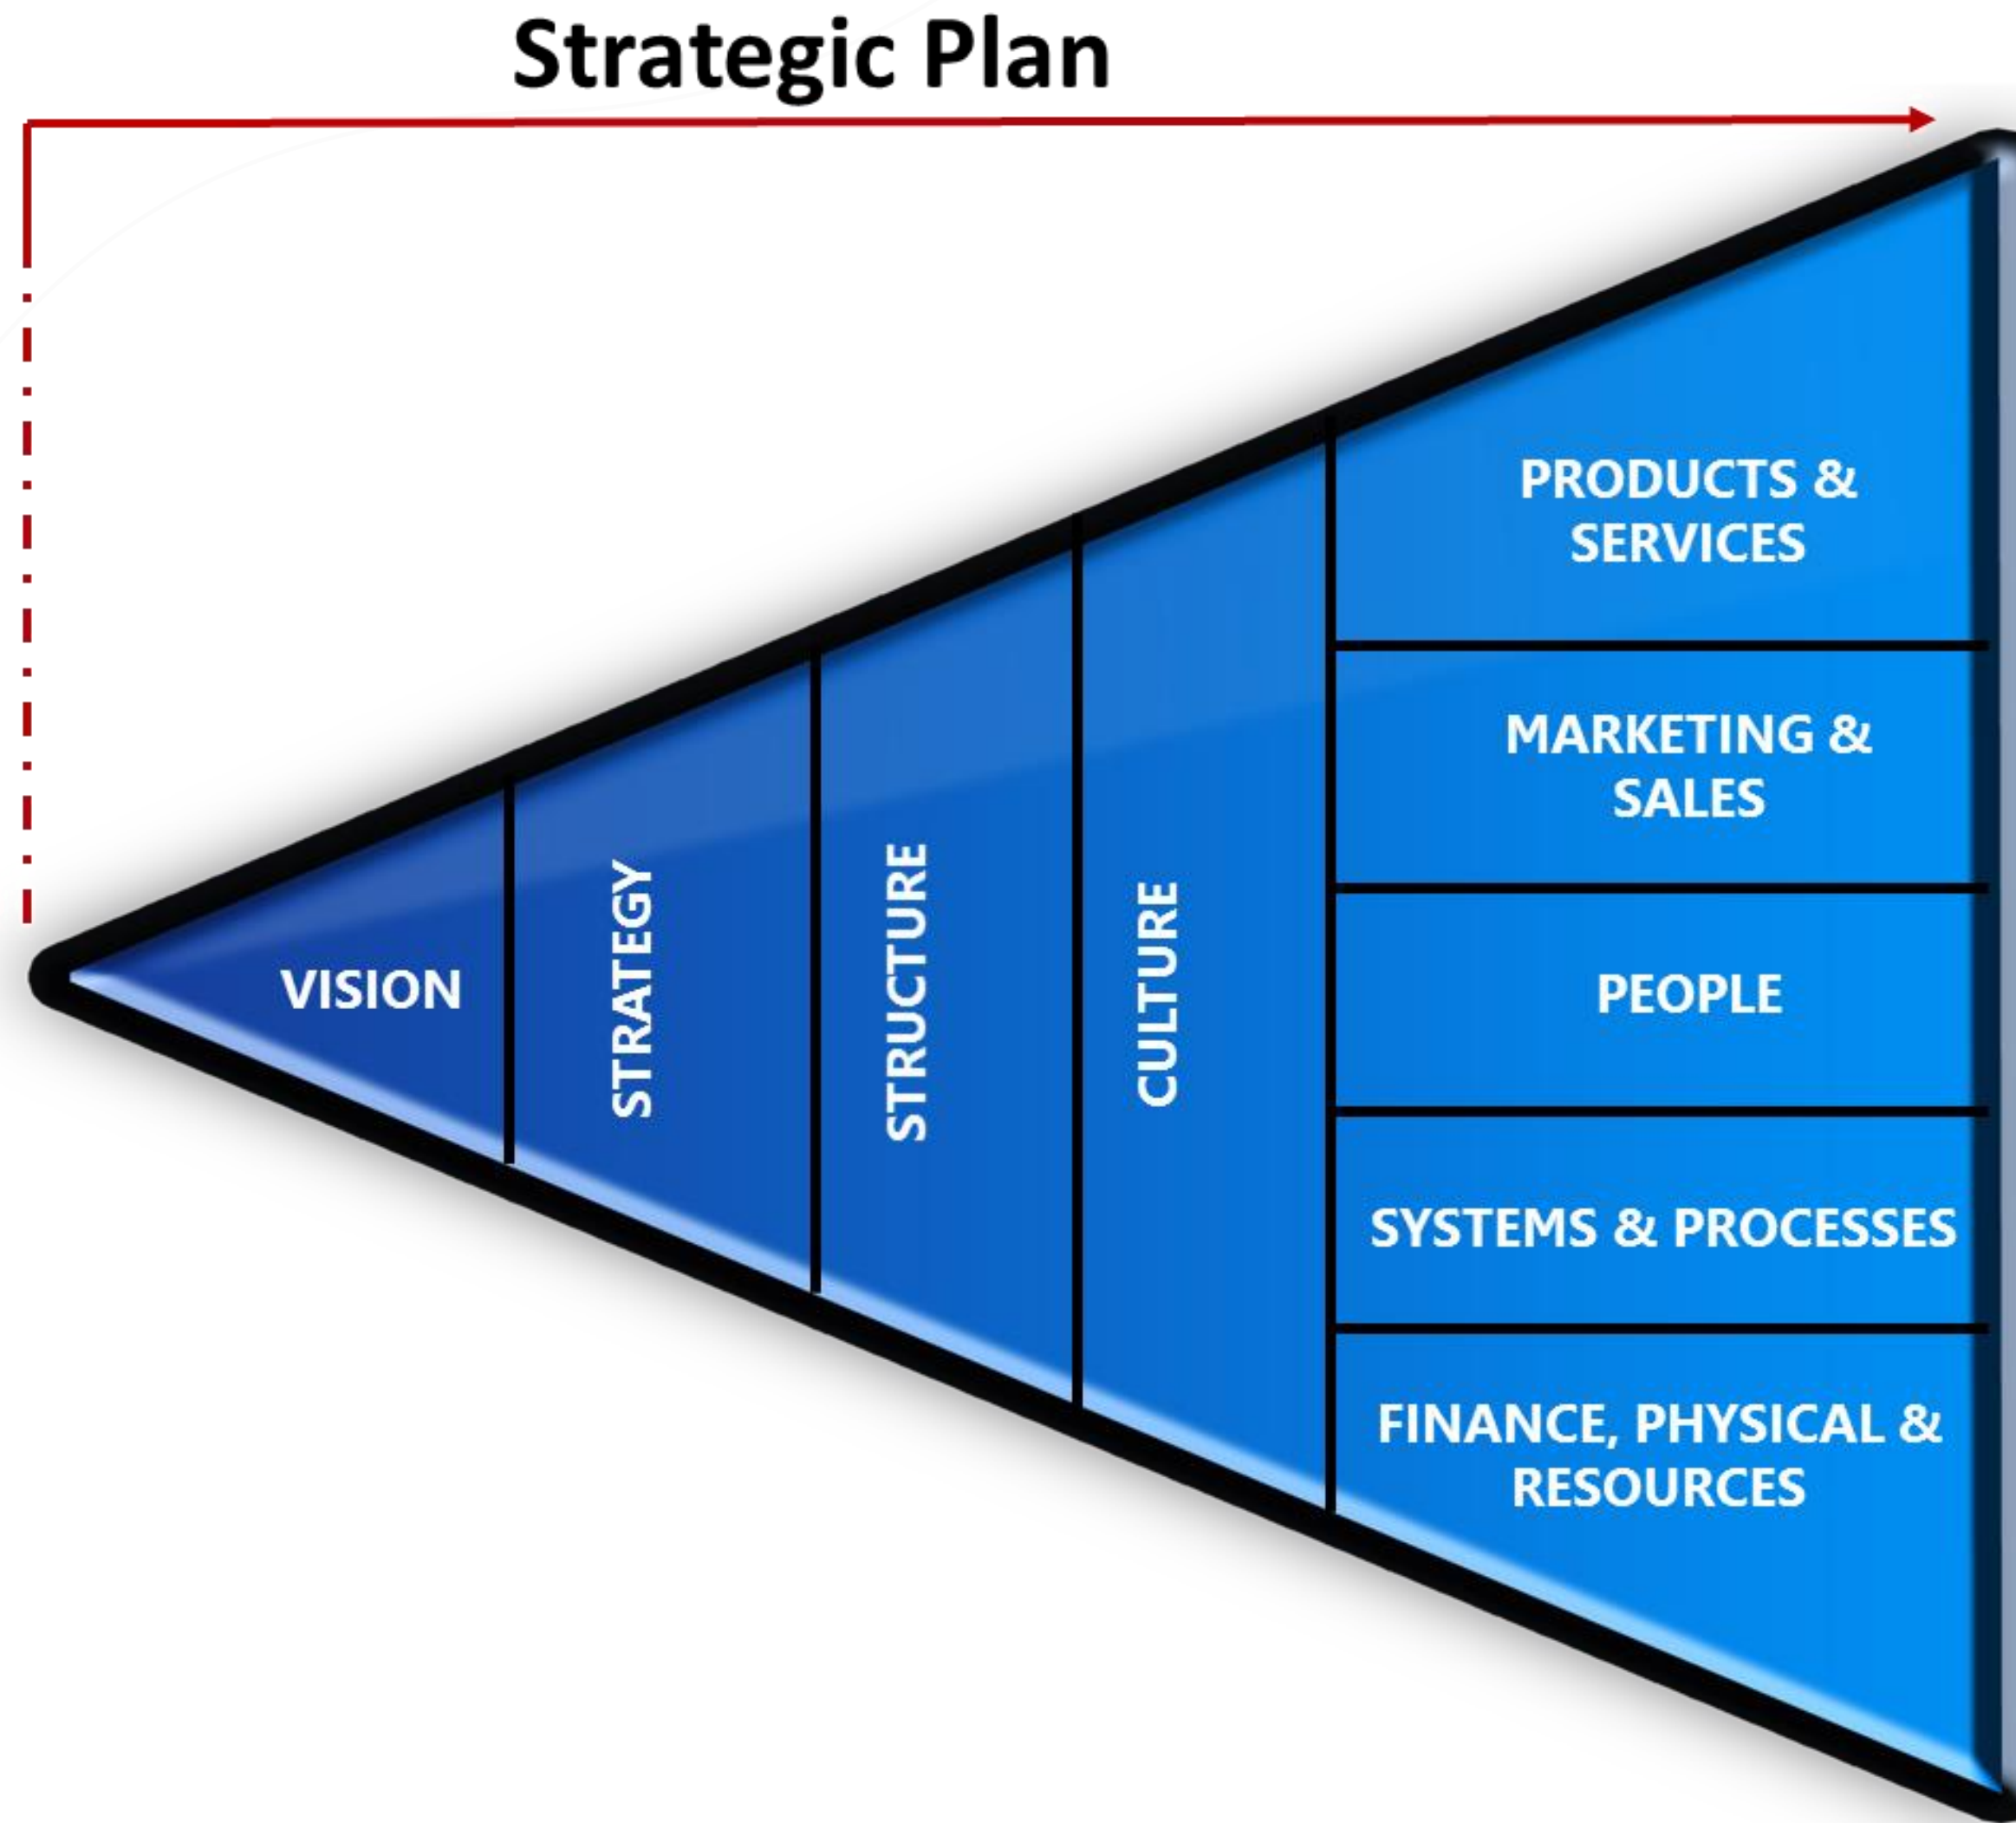 Strategic Plan
VISION
STRATEGY
STRUCTURE
CULTURE
PRODUCTS &
SERVICES
MARKETING &
SALES
PEOPLE
SYSTEMS & PROCESSES
FINANCE, PHYSICAL &
RESOURCES